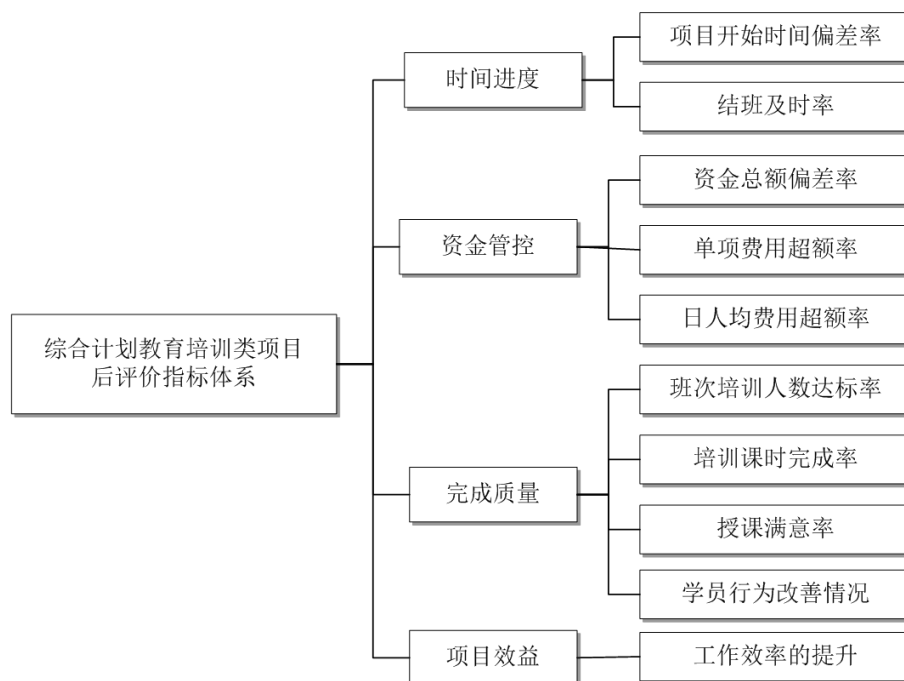 综合计划教育培训类项目
后评价指标体系
时间进度
项目开始时间偏差率
结班及时率
资金管控
资金总额偏差率
单项费用超额率
日人均费用超额率
完成质量
班次培训人数达标率
培训课时完成率
授课满意率
学员行为改善情况
项目效益
工作效率的提升